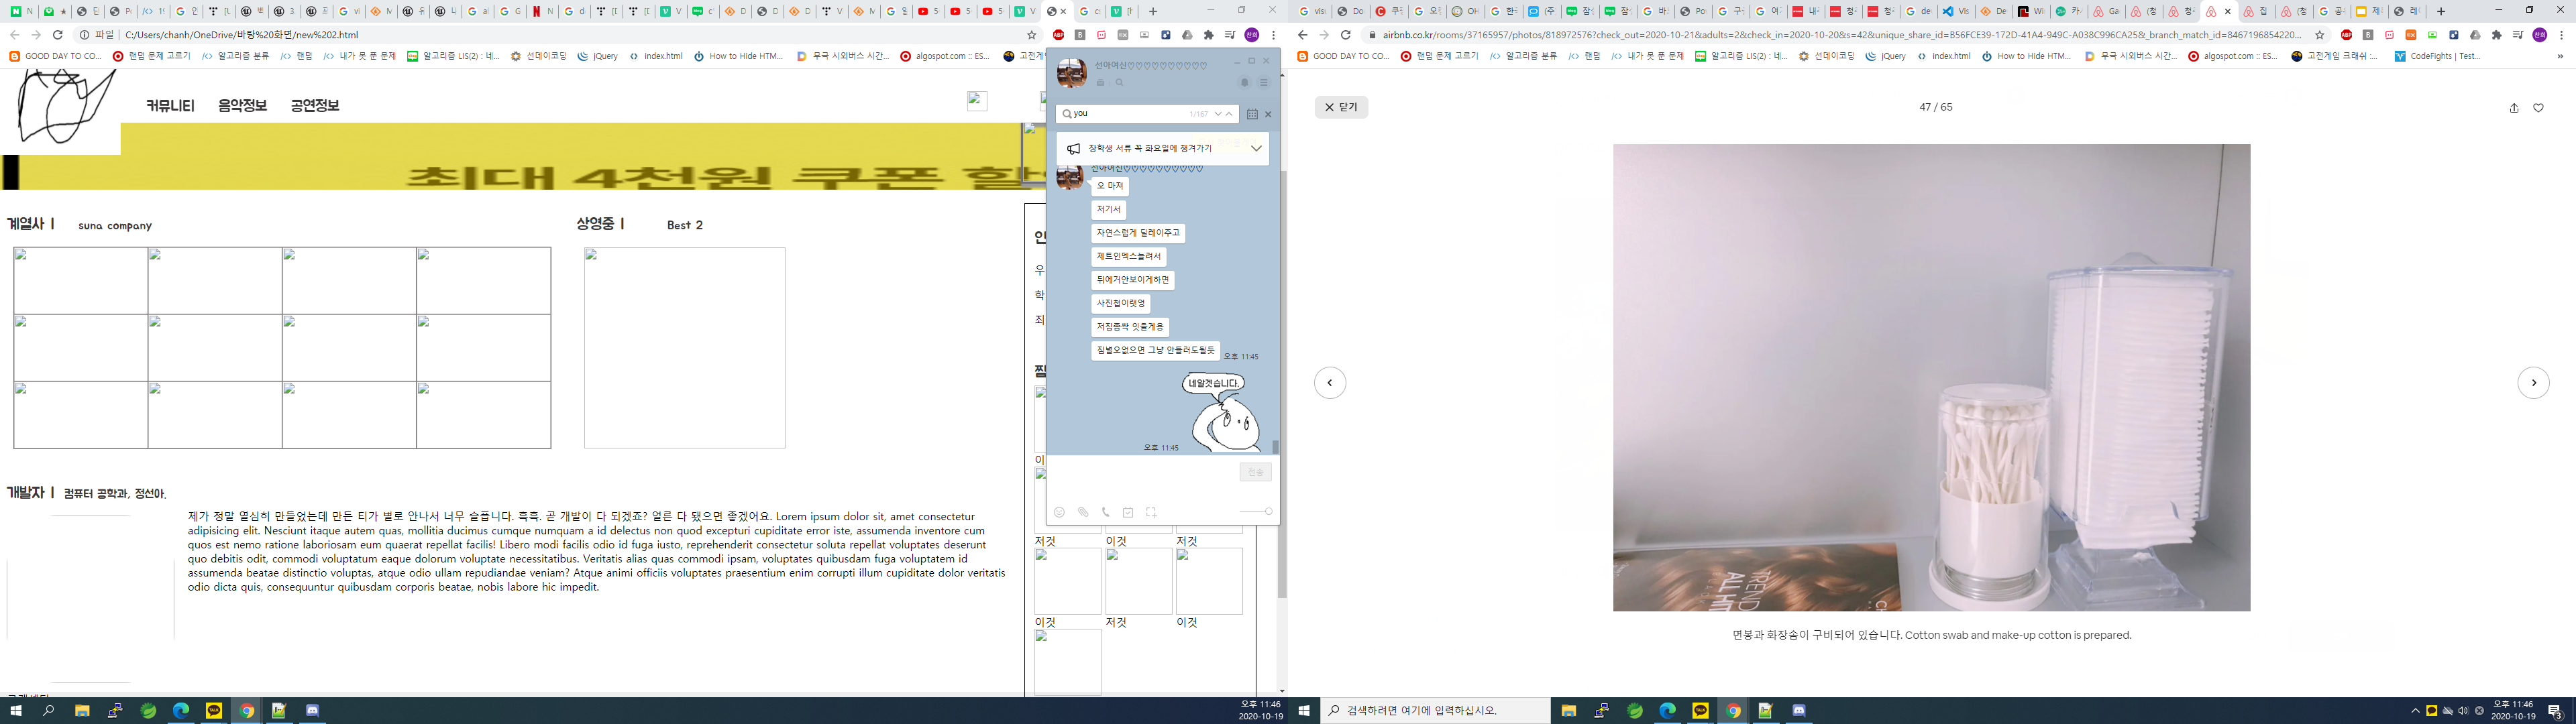 파일 | C:/Users/chanh/OneDrive/바탕%20화면/new%202.html
GOOD DAY TO CO...
랜덤 문제 고르기
알고리즘 분류
랜덤
내가 못 푼 문제
알고리즘 LIS(2) : 네...
선데이코딩
jQuery
index.html
How to Hide HTM...
무극 시외버스 시간...
algospot.com :: ES...
커뮤니티 음악정보 공연정보
최대 4천원 쿠폰 할
계열사 | suna company
상영중 | Best 2
개발자 | 컴퓨터 공학과, 정선아.
제가 정말 열심히 만들었는데 만든 티가 별로 안나서 너무 슬픕니다. 흑흑. 곧 개발이 다 되겠죠? 얼른 다 됐으면 좋겠어요. Lorem ipsum dolor sit, amet consectetur
adipisicing elit. Nesciunt itaque autem quas, mollitia ducimus cumque numquam a id delectus non quod excepturi cupiditate error iste, assumenda inventore cum
quos est nemo ratione laboriosam eum quaerat repellat facilis! Libero modi facilis odio id fuga iusto, reprehenderit consectetur soluta repellat voluptates deserunt
quo debitis odit, commodi voluptatum eaque dolorum voluptate necessitatibus. Veritatis alias quas commodi ipsam, voluptates quibusdam fuga voluptatem id
assumenda beatae distinctio voluptas, atque odio ullam repudiandae veniam? Atque animi officiis voluptates praesentium enim corrupti illum cupiditate dolor veritatis
odio dicta quis, consequuntur quibusdam corporis beatae, nobis labore hic impedit.
저것 이것 저것
이것 저것 이것
선아여신♡♡♡♡♡♡♡♡♡♡
you 1/167
장학생 서류 꼭 화요일에 챙겨가기
선아여신♡♡♡♡♡♡♡♡♡♡
오 마져
저기서
자연스럽게 딜레이주고
제트인덱스늘려서
뒤에거안보이게하면
사진첩이랫엉
저짐좀싹 잇을게용
짐별오없으면 그냥 안들러도될듯
오후 11:45
네알겟습니다.
오후 11:45
전송
오후 11:46
2020-10-19
airbnb.co.kr/rooms/37165957/photos/818972576?check_out=2020-10-21&adults=2&check_in=2020-10-20&s=42&unique_share_id=B56FCE39-172D-41A4-949C-A038C996CA25&_branch_match_id=8467196854220...
GOOD DAY TO CO...
랜덤 문제 고르기
알고리즘 분류
랜덤
내가 못 푼 문제
알고리즘 LIS(2) : 네...
선데이코딩
jQuery
index.html
How to Hide HTM...
무극 시외버스 시간...
algospot.com :: ES...
고전게임 크래쉬 :...
CodeFights | Test...
닫기
47 / 65
TREND
ALL HIT
면봉과 화장솜이 구비되어 있습니다. Cotton swab and make-up cotton is prepared.
검색하려면 여기에 입력하십시오.
오후 11:46
2020-10-19